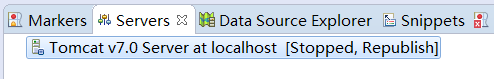 Markers Servers Data Source Explorer Snippets
Tomcat v7.0 Server at localhost [Stopped, Republish]